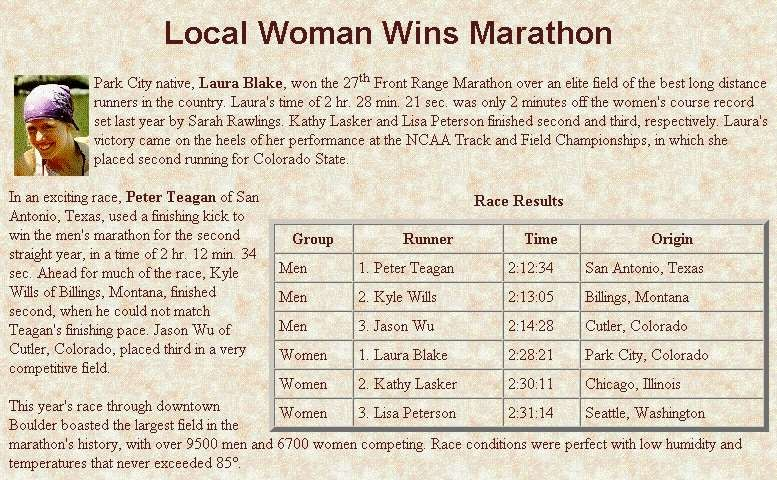 Local Woman Wins Marathon
Park City native, Laura Blake, won the 27th Front Range Marathon over an elite field of the best long distance
runners in the country. Laura's time of 2 hr. 28 min. 21 sec. was only 2 minutes off the women's course record
set last year by Sarah Rawlings. Kathy Lasker and Lisa Peterson finished second and third, respectively. Laura's
victory came on the heels of her performance at the NCAA Track and Field Championships, in which she
placed second running for Colorado State.
In an exciting race, Peter Teagan of San
Antonio, Texas, used a finishing kick to
win the men's marathon for the second
straight year, in a time of 2 hr. 12 min. 34
sec. Ahead for much of the race, Kyle
Wills of Billings, Montana, finished
second, when he could not match
Teagan's finishing pace. Jason Wu of
Cutler, Colorado, placed third in a very
competitive field.
Race Results
Group Runner Time Origin
Men 1. Peter Teagan 2:12:34 San Antonio, Texas
Men 2. Kyle Wills 2:13:05 Billings, Montana
Men 3. Jason Wu 2:14:28 Cutler, Colorado
Women 1. Laura Blake 2:28:21 Park City, Colorado
Women 2. Kathy Lasker 2:30:11 Chicago, Illinois
Women 3. Lisa Peterson 2:31:14 Seattle, Washington
This year's race through downtown
Boulder boasted the largest field in the
marathon's history, with over 9500 men and 6700 women competing. Race conditions were perfect with low humidity and
temperatures that never exceeded 85°.